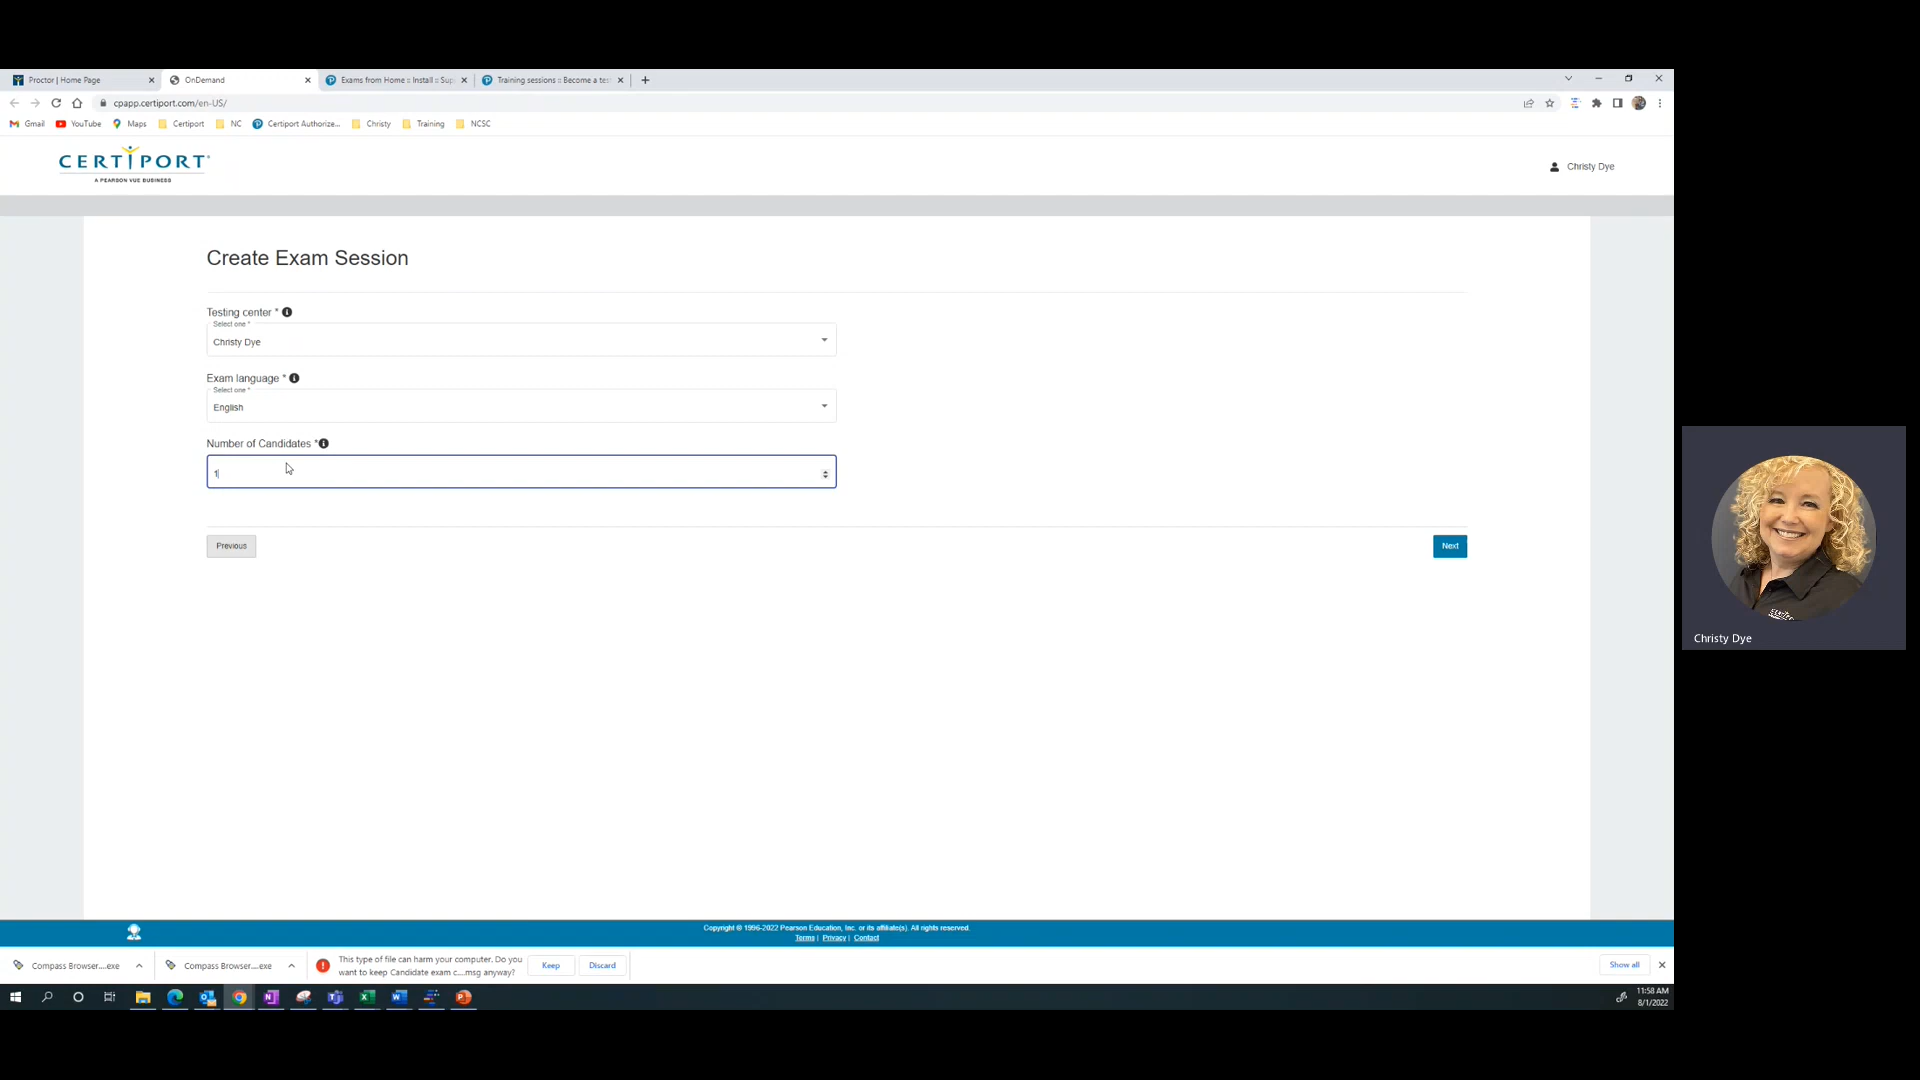 Proctor | Home Page
OnDemand
Exams from Home :: Install :: Sup
Training sessions :: Become a tes
cpapp.certiport.com/en-US/
Gmail
YouTube
Maps
Certiport
NC
Certiport Authorize...
Christy
Training
NCSC
CERTIPORT
A PEARSON VUE BUSINESS
Christy Dye
Create Exam Session
Testing center *
Select one *
Christy Dye
Exam language *
Select one *
English
Number of Candidates *
1
Previous
Next
Christy Dye
Copyright © 1996-2022 Pearson Education, Inc. or its affiliate(s). All rights reserved.
Terms | Privacy | Contact
Compass Browser....exe
Compass Browser....exe
This type of file can harm your computer. Do you
want to keep Candidate exam c....msg anyway?
Keep
Discard
Show all
11:58 AM
8/1/2022